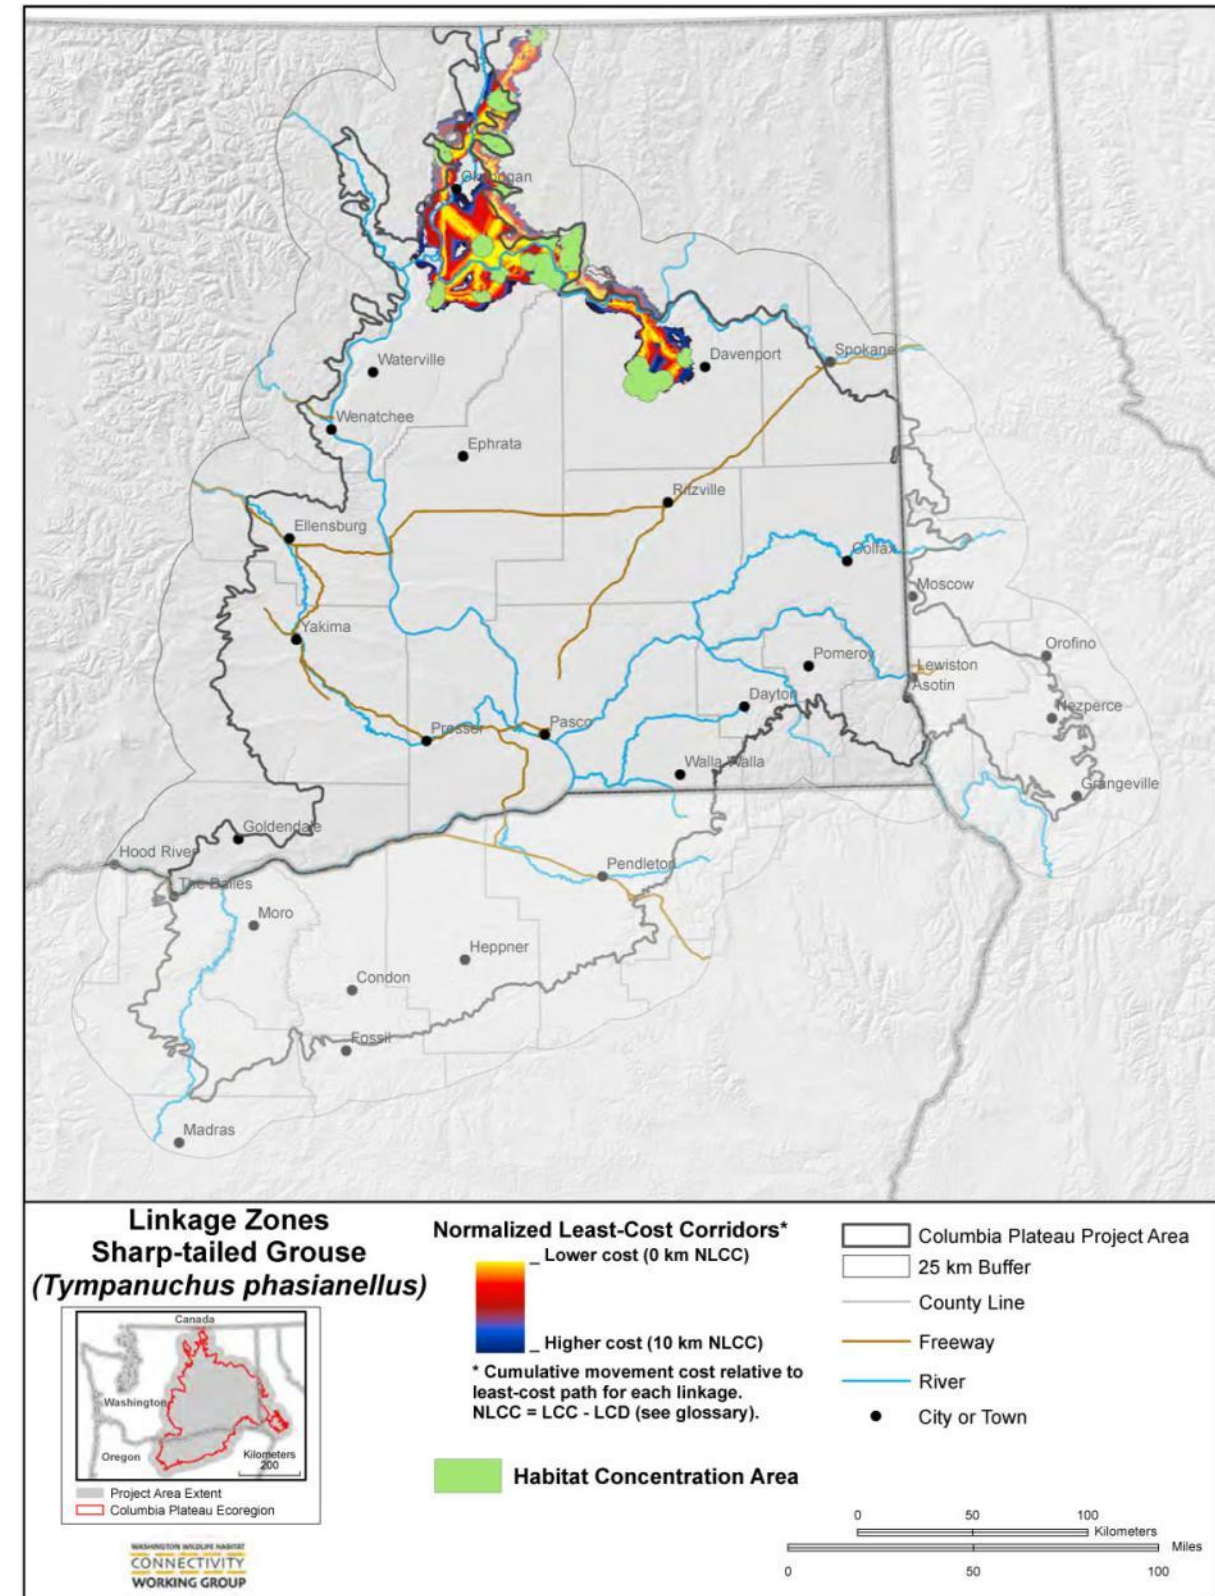 Okanogan
Waterville
Davenport
Spokane
Wenatchee
Ephrata
Ritzville
Ellensburg
Colfax
Moscow
Yakima
Orofino
Pomeroy
Lewiston
Asotin
Dayton
Nezperce
Prosser
Pasco
Walla Walla
Grangeville
Goldendale
Hood River
Pendleton
The Dalles
Moro
Heppner
Condon
Fossil
Madras
Linkage Zones
Sharp-tailed Grouse
(Tympanuchus phasianellus)
Canada
Washington
Oregon
Kilometers
200
Project Area Extent
Columbia Plateau Ecoregion
WASHINGTON WILDLIFE HABITAT
CONNECTIVITY
WORKING GROUP
Normalized Least-Cost Corridors*
_ Lower cost (0 km NLCC)
_ Higher cost (10 km NLCC)
* Cumulative movement cost relative to
least-cost path for each linkage.
NLCC = LCC - LCD (see glossary).
Habitat Concentration Area
Columbia Plateau Project Area
25 km Buffer
County Line
Freeway
River
City or Town
0 50 100
Kilometers
Miles
0 50 100